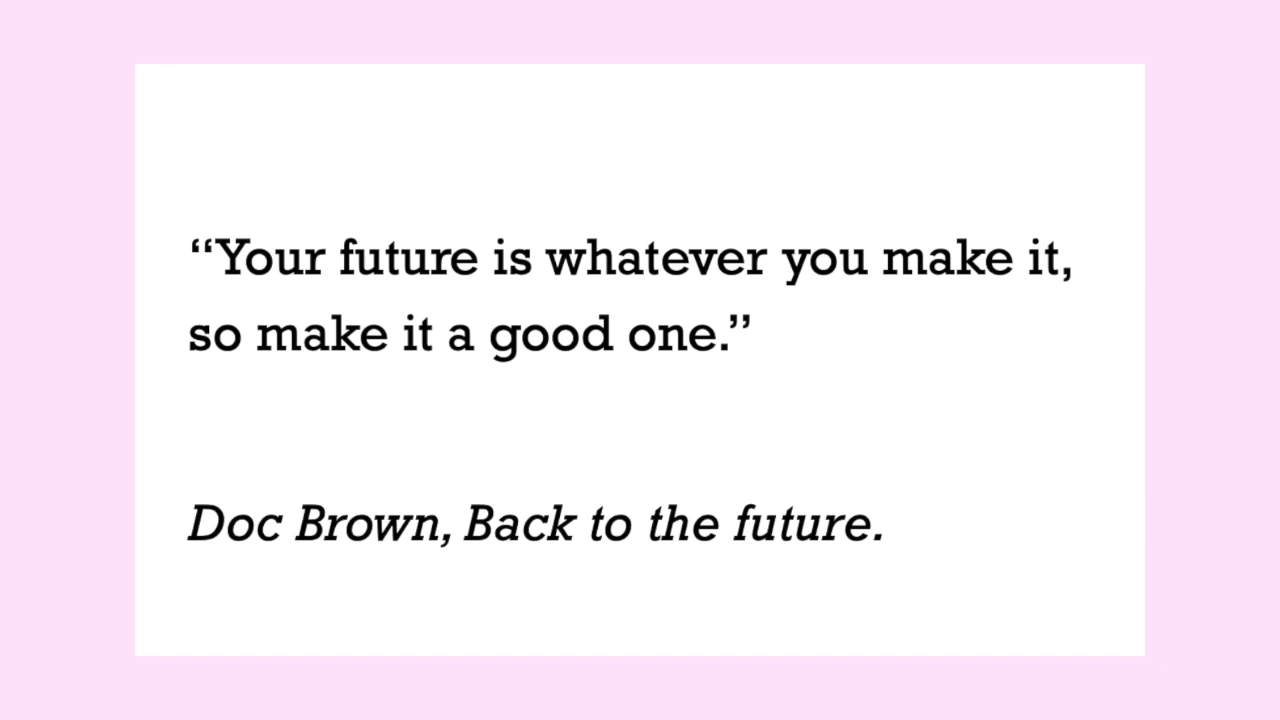 “Your future is whatever you make it,
so make it a good one.”
Doc Brown, Back to the future.